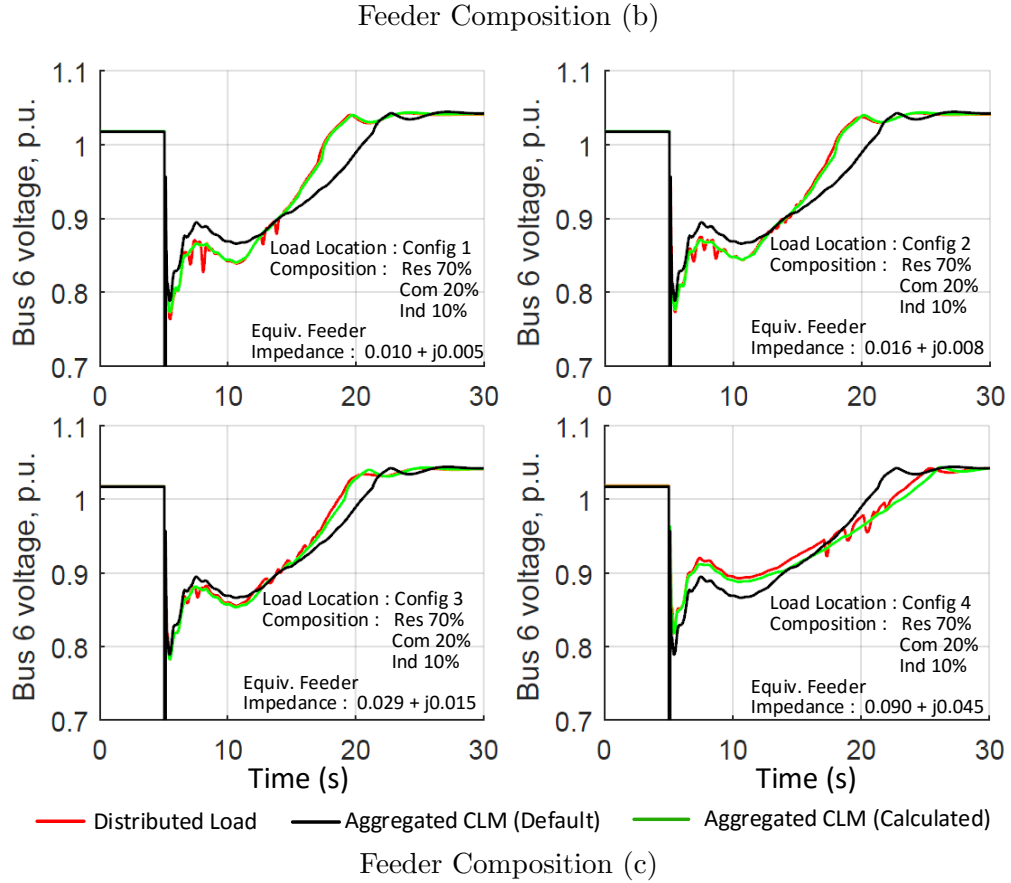 Feeder Composition (b)
Bus 6 voltage, p.u.
1.1
1
0.9
0.8
0.7
0
10
20
30
Load Location : Config 1
Composition : Res 70%
Com 20%
Ind 10%
Equiv. Feeder
Impedance : 0.010 + j0.005
Bus 6 voltage, p.u.
1.1
1
0.9
0.8
0.7
0
10
20
30
Load Location : Config 2
Composition : Res 70%
Com 20%
Ind 10%
Equiv. Feeder
Impedance : 0.016 + j0.008
Bus 6 voltage, p.u.
1.1
1
0.9
0.8
0.7
0
10
20
30
Load Location : Config 3
Composition : Res 70%
Com 20%
Ind 10%
Equiv. Feeder
Impedance : 0.029 + j0.015
Time (s)
Bus 6 voltage, p.u.
1.1
1
0.9
0.8
0.7
0
10
20
30
Load Location : Config 4
Composition : Res 70%
Com 20%
Ind 10%
Equiv. Feeder
Impedance : 0.090 + j0.045
Time (s)
Distributed Load
Aggregated CLM (Default)
Aggregated CLM (Calculated)
Feeder Composition (c)